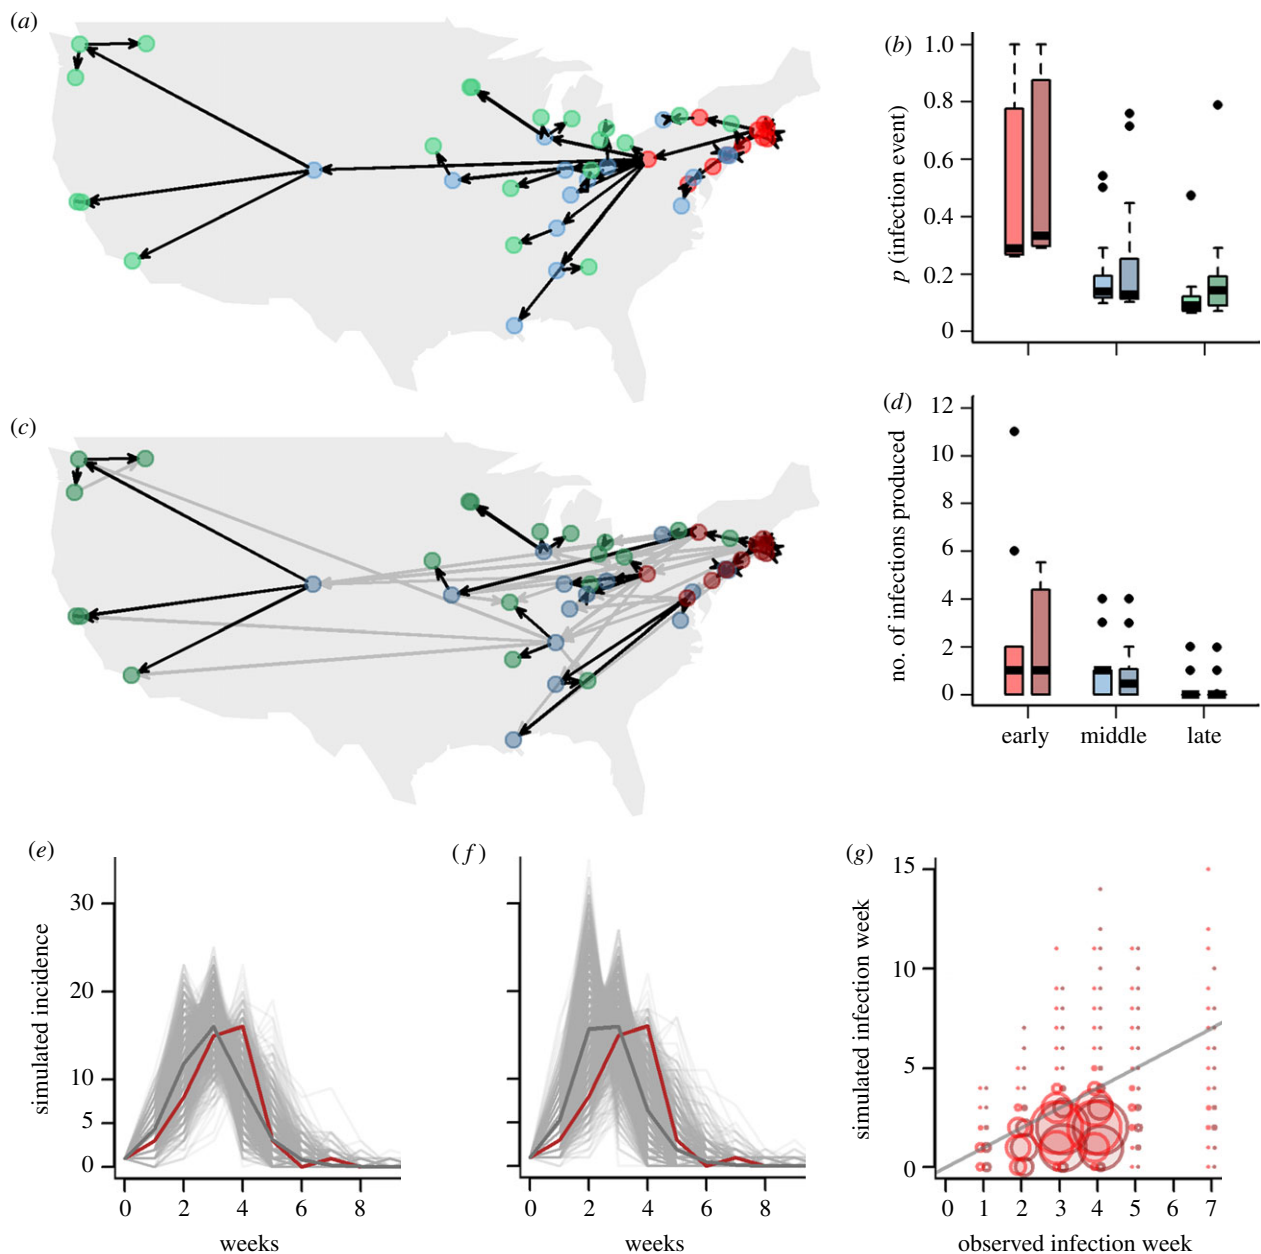 (a)
(b)
1.0
0.8
0.6
0.4
0.2
0
p (infection event)
(c)
(d)
12
10
8
6
4
2
0
no. of infections produced
early middle late
(e)
30
20
10
5
0
simulated incidence
0 2 4 6 8
weeks
(f)
0 2 4 6 8
weeks
(g)
15
10
5
0
simulated infection week
0 1 2 3 4 5 6 7
observed infection week